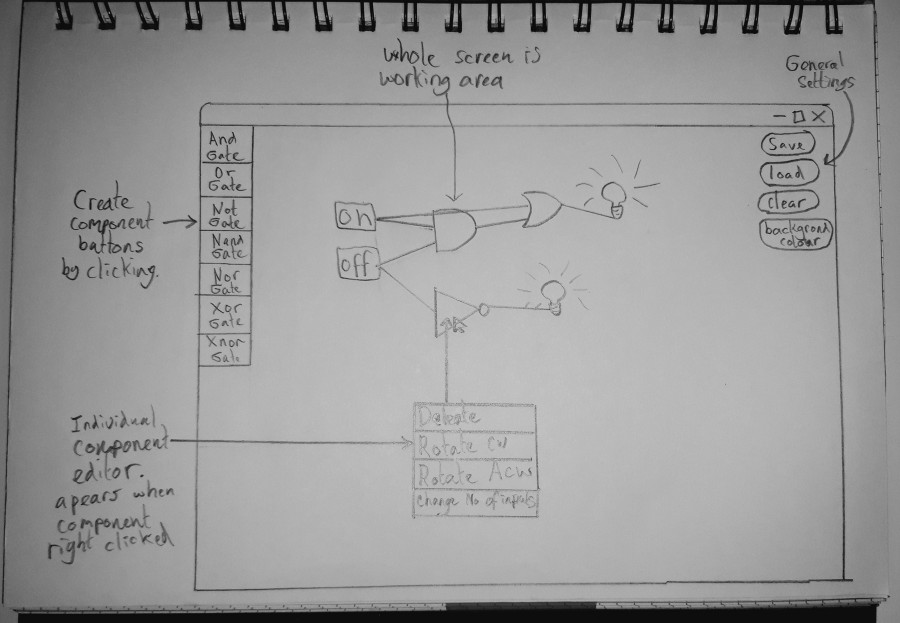 whole screen is
working area
General
Settings
And
Gate
Or
Gate
Not
Gate
Nand
Gate
Nor
Gate
Xor
Gate
Xnor
Gate
Save
load
clear
backgrond
colour
Create
component
buttons
by clicking.
on
off
Individual
component
editor.
apears when
component
right clicked
Deleate
Rotate cw
Rotate Acw
change No of inputs